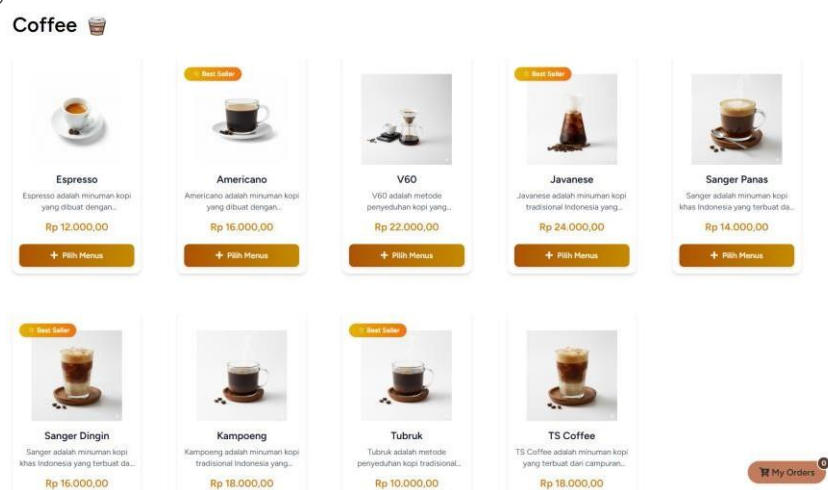 Coffee
Espresso
Espresso adalah minuman kopi
yang dibuat dengan...
Rp 12.000,00
+ Pilih Menus
Best Seller
Americano
Americano adalah minuman kopi
yang dibuat dengan...
Rp 16.000,00
+ Pilih Menus
V60
V60 adalah metode
penyeduhan kopi yang...
Rp 22.000,00
+ Pilih Menus
Best Seller
Javanese
Javanese adalah minuman kopi
tradisional Indonesia yang...
Rp 24.000,00
+ Pilih Menus
Sanger Panas
Sanger adalah minuman kopi
khas Indonesia yang terbuat da...
Rp 14.000,00
+ Pilih Menus
Best Seller
Sanger Dingin
Sanger adalah minuman kopi
khas Indonesia yang terbuat da...
Rp 16.000,00
Kampoeng
Kampoeng adalah minuman kopi
tradisional Indonesia yang...
Rp 18.000,00
Best Seller
Tubruk
Tubruk adalah metode
penyeduhan kopi tradisional...
Rp 10.000,00
TS Coffee
TS Coffee adalah minuman kopi
yang terbuat dari campuran...
Rp 18.000,00
My Orders
0